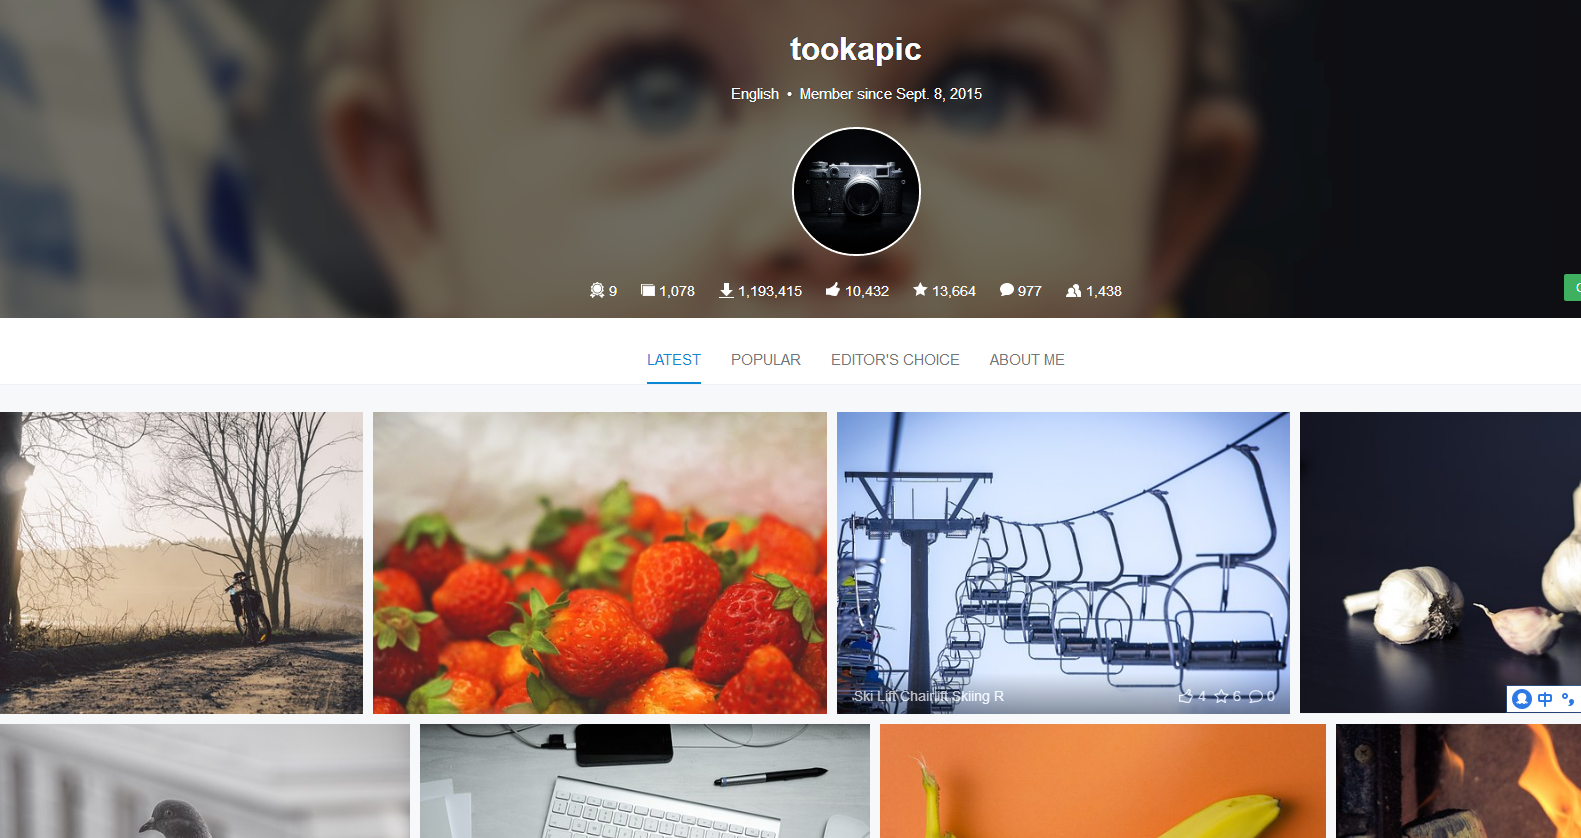 tookapic
English • Member since Sept. 8, 2015
9 1,078 1,193,415 10,432 13,664 977 1,438
LATEST POPULAR EDITOR'S CHOICE ABOUT ME
Ski Lift Chairlift Skiing R 4 6 0
中